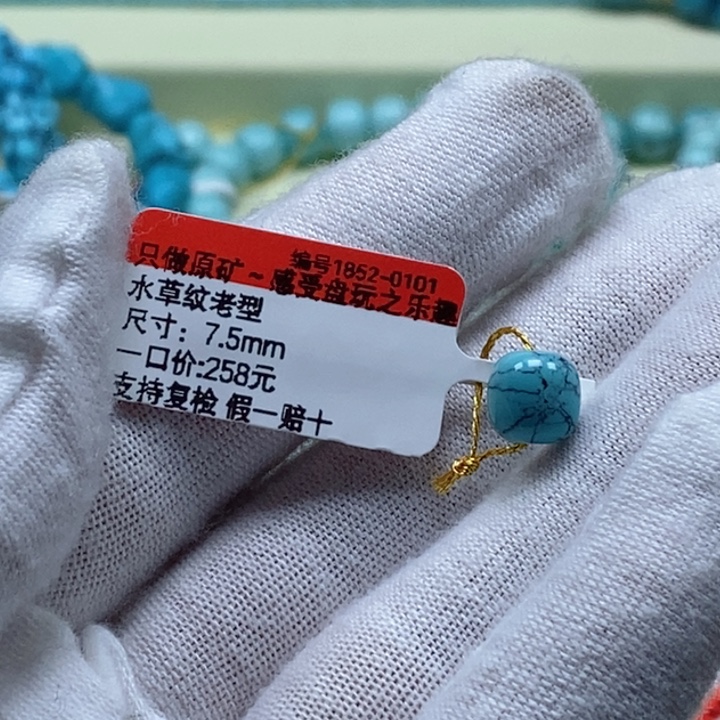 编号1852-0101
只做原矿~感受盘玩之乐趣
水草纹老型
尺寸：7.5mm
一口价:258元
支持复检 假一赔十